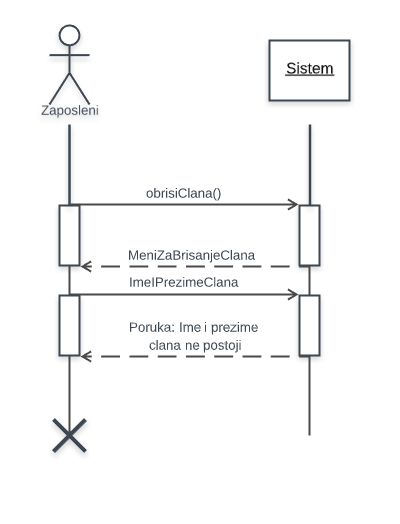 Zaposleni
Sistem
obrisiClana()
MeniZaBrisanjeClana
ImeIPrezimeClana
Poruka: Ime i prezime
clana ne postoji